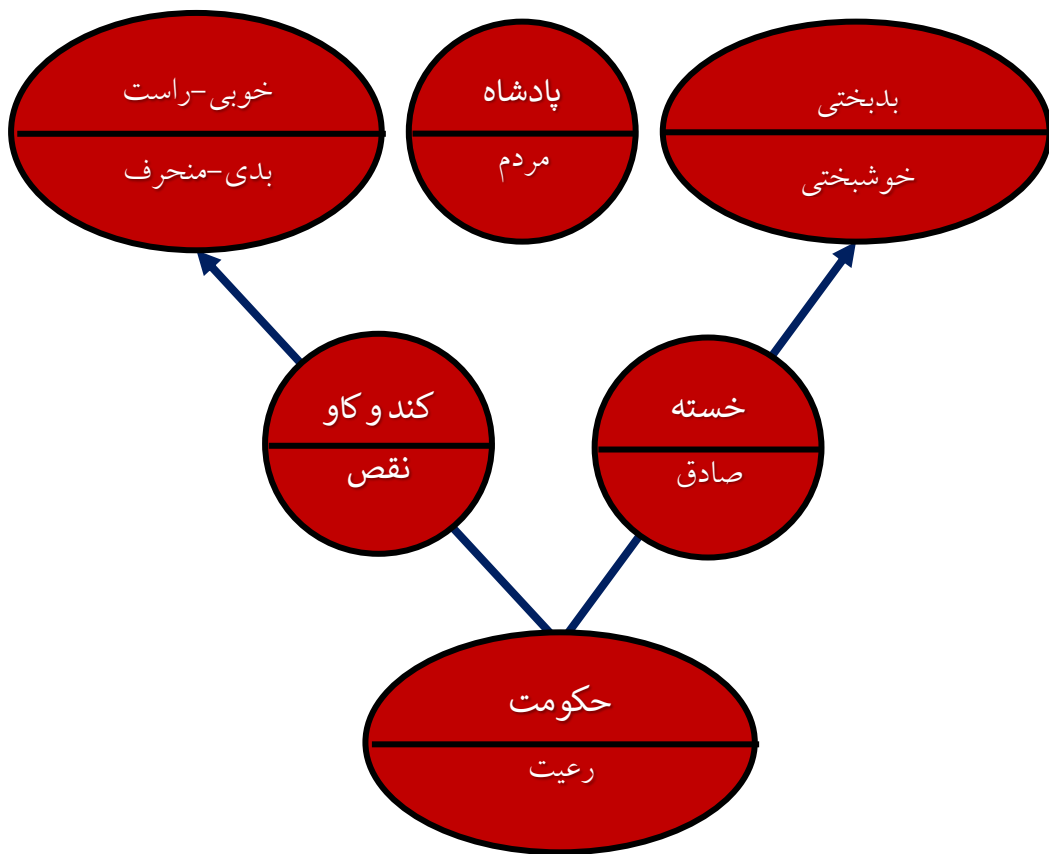 بدبختی
خوشبختی
پادشاه
مردم
خوبی-راست
بدی-منحرف
خسته
صادق
کند و کاو
نقص
حکومت
رعیت